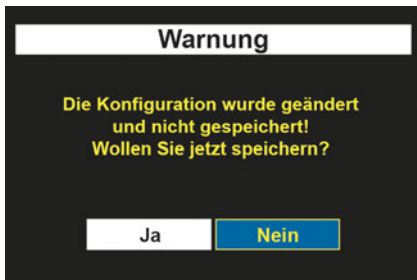 Warnung
Die Konfiguration wurde geändert
und nicht gespeichert!
Wollen Sie jetzt speichern?
Ja
Nein